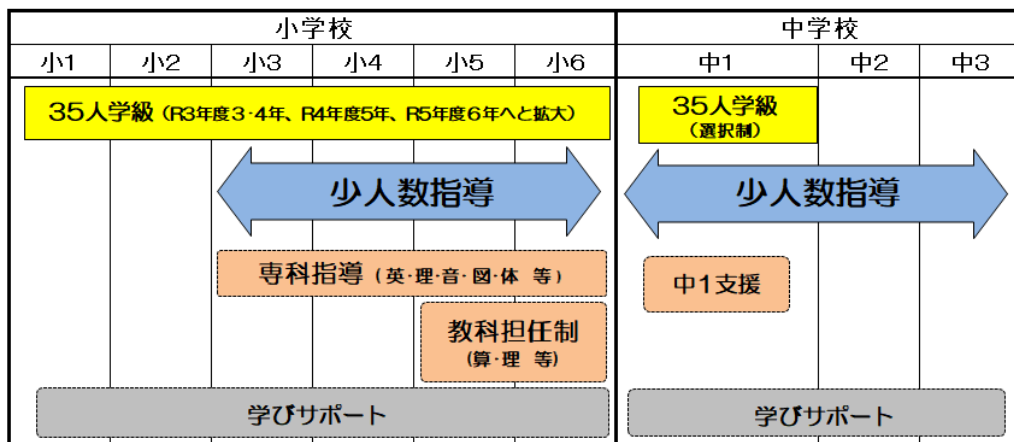 小学校
中学校
小1 小2 小3 小4 小5 小6 中1 中2 中3
35人学級（R3年度3・4年、R4年度5年、R5年度6年へと拡大）
35人学級
（選択制）
少人数指導
少人数指導
専科指導（英・理・音・図・体 等）
中1支援
教科担任制
（算・理 等）
学びサポート
学びサポート